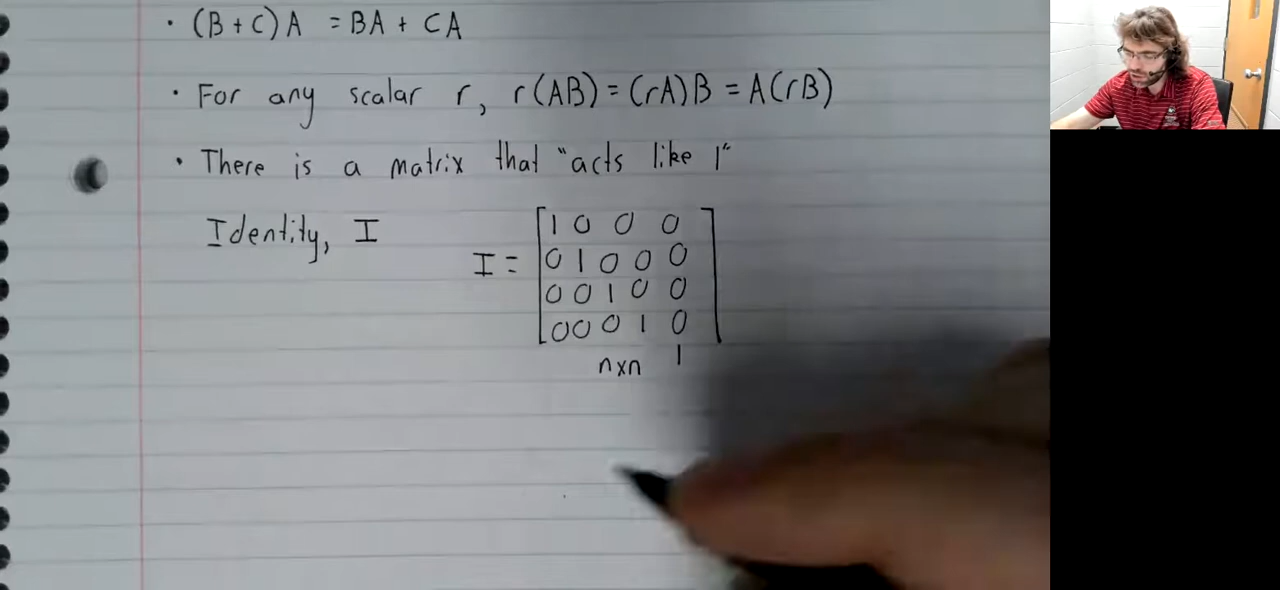 • (B + C) A = BA + CA
• For any scalar r, r(AB) = (rA)B = A(rB)
• There is a matrix that "acts like 1"
Identity, I
I = [1 0 0 0
0 1 0 0 0
0 0 1 0 0
0 0 0 1 0]
1
n×n